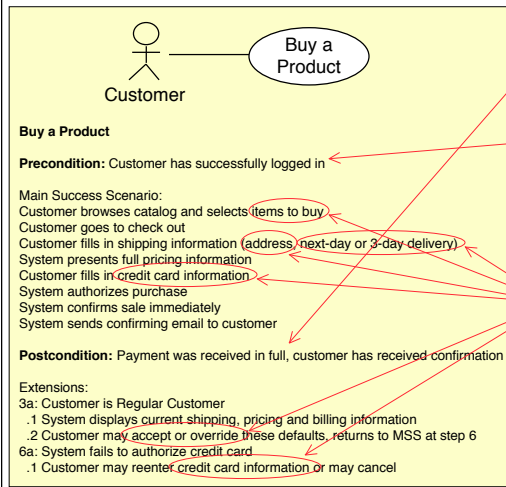 Buy a
Product
Customer
Buy a Product
Precondition: Customer has successfully logged in
Main Success Scenario:
Customer browses catalog and selects items to buy
Customer goes to check out
Customer fills in shipping information (address, next-day or 3-day delivery)
System presents full pricing information
Customer fills in credit card information
System authorizes purchase
System confirms sale immediately
System sends confirming email to customer
Postcondition: Payment was received in full, customer has received confirmation
Extensions:
3a: Customer is Regular Customer
.1 System displays current shipping, pricing and billing information
.2 Customer may accept or override these defaults, returns to MSS at step 6
6a: System fails to authorize credit card
.1 Customer may reenter credit card information or may cancel